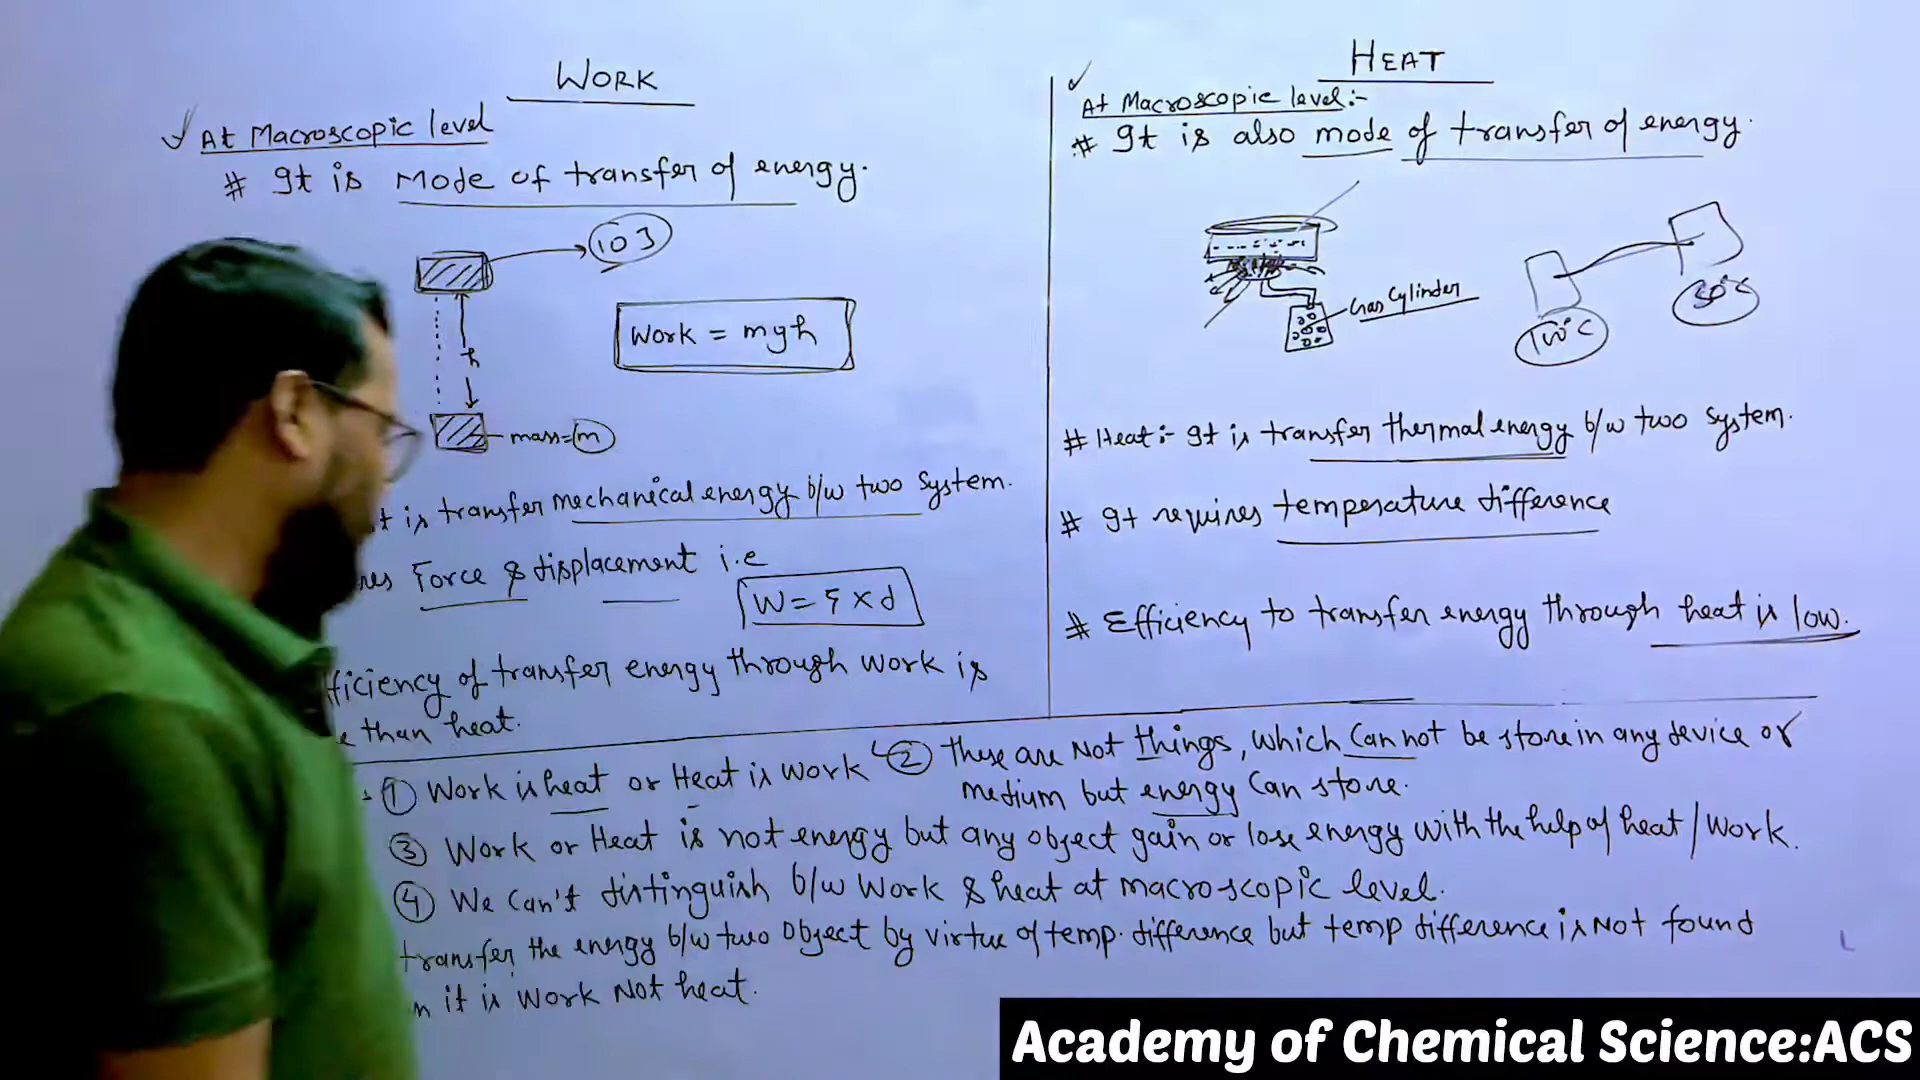 WORK
At Macroscopic level
# It is Mode of transfer of energy.
10 J
Work = mgh
h
mass = m
t is transfer mechanical energy b/w two system.
res Force & displacement i.e
W = F × d
ficiency of transfer energy through work is
e than heat.
HEAT
At Macroscopic level:-
# It is also mode of transfer of energy.
Gas Cylinder
100°C
# Heat:- It is transfer thermal energy b/w two system.
# It requires temperature difference
# Efficiency to transfer energy through heat is low.
① Work is heat or Heat is work
② These are Not things, which Cannot be store in any device or
medium but energy Can store.
③ Work or Heat is not energy but any object gain or lose energy with the help of heat/work.
④ We can't distinguish b/w Work & heat at macroscopic level.
transfer the energy b/w two Object by virtue of temp. difference but temp difference is Not found
n it is work Not heat.
Academy of Chemical Science:ACS